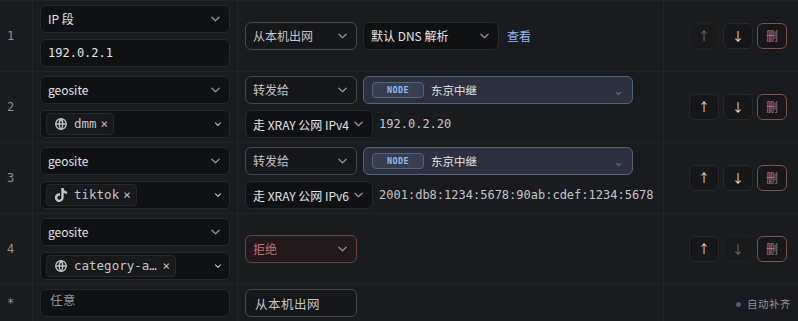 1
IP 段
192.0.2.1
从本机出网
默认 DNS 解析
查看
↑
↓
删
2
geosite
dmm ×
转发给
NODE 东京中继
走 XRAY 公网 IPv4
192.0.2.20
↑
↓
删
3
geosite
tiktok ×
转发给
NODE 东京中继
走 XRAY 公网 IPv6
2001:db8:1234:5678:90ab:cdef:1234:5678
↑
↓
删
4
geosite
category-a… ×
拒绝
↑
↓
删
*
任意
从本机出网
自动补齐